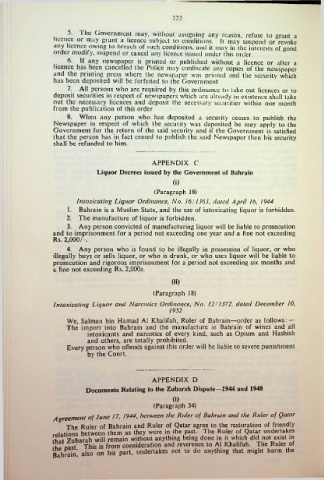 222
5. The Government may, without assigning any reason, refuse to grant a
licence or may grant a licence subject to conditions. It may suspend or revoke
any licence owing to breach of such conditions, and it may in the interests of good
order modify, suspend or cancel any licence issued under this order.
6. If any newspaper is printed or published without a licence or after a
licence has been cancelled the Police may confiscate any copies of the newspaper
and the printing press where the newspaper was printed and the security which
has been deposited will be forfeited to the Government
7. All persons who are required by this ordinance to take out licences or to
deposit securities in respect of newspapers which are already in existence shall take
out the necessary licences and deposit the necessary securities within one month
from the publication of this order
8. When any person who has deposited a security ceases to publish the
Newspaper in respect of which the security was deposited he may apply to the
Government for the return of the said security and if the Government is satisfied
that the person has in fact ceased to publish the said Newspaper then his security
shall be refunded to him.
APPENDIX C
Liquor Decrees issued by the Government of Bahrain
(i)
(Paragraph 18)
Intoxicating Liquor Ordinance, No. 16/1363, dated April 16, 1944
1. Bahrain is a Muslim State, and the use of intoxicating liquor is forbidden.
2. The manufacture of liquor is forbidden.
3. Any person convicted of manufacturing liquor will be liable to prosecution
and to imprisonment for a period not exceeding one year and a fine not exceeding
Rs. 2,000/-.
4. Any person who is found to be illegally in possession of liquor, or who
illegally buys or sells liquor, or who is drunk, or who uses liquor will be liable to
prosecution and rigorous imprisonment for a period not exceeding six months and
a fine not exceeding Rs. 2,000/.
(ii)
(Paragraph 18)
Intoxicating Liquor and Narcotics Ordinance, No. 12/1372, dated December 10,
1952
We, Salman bin Hamad Al Khalifah, Ruler of Bahrain—order as follows:—
The import into Bahrain and the manufacture in Bahrain of wines and all
intoxicants and narcotics of every kind, such as Opium and Hashish
and others, are totally prohibited.
Every person who offends against this order will be liable to severe punishment
by the Court.
APPENDIX D
Documents Relating to the Zubarah Dispute—1944 and 1948
(i)
(Paragraph 34)
Agreement of June 17, 1944, between the Ruler of Bahrain and the Ruler of Qatar
The Ruler of Bahrain and Ruler of Qatar agree to the restoration of friendly
relations between them as they were in the past. The Ruler of Qatar undertakes
that Zubarah will remain without anything being done in it which did not exist in
the past. This is from consideration and reverence to Al Khalifah. The Ruler of
Bahrain, also on his part, undertakes not to do anything that might harm the